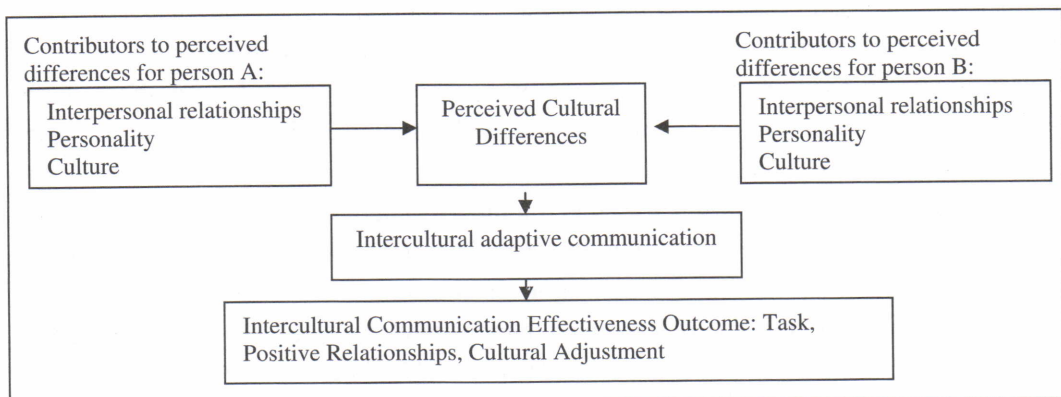 Contributors to perceived
differences for person A:
Interpersonal relationships
Personality
Culture
Perceived Cultural
Differences
Contributors to perceived
differences for person B:
Interpersonal relationships
Personality
Culture
Intercultural adaptive communication
Intercultural Communication Effectiveness Outcome: Task,
Positive Relationships, Cultural Adjustment